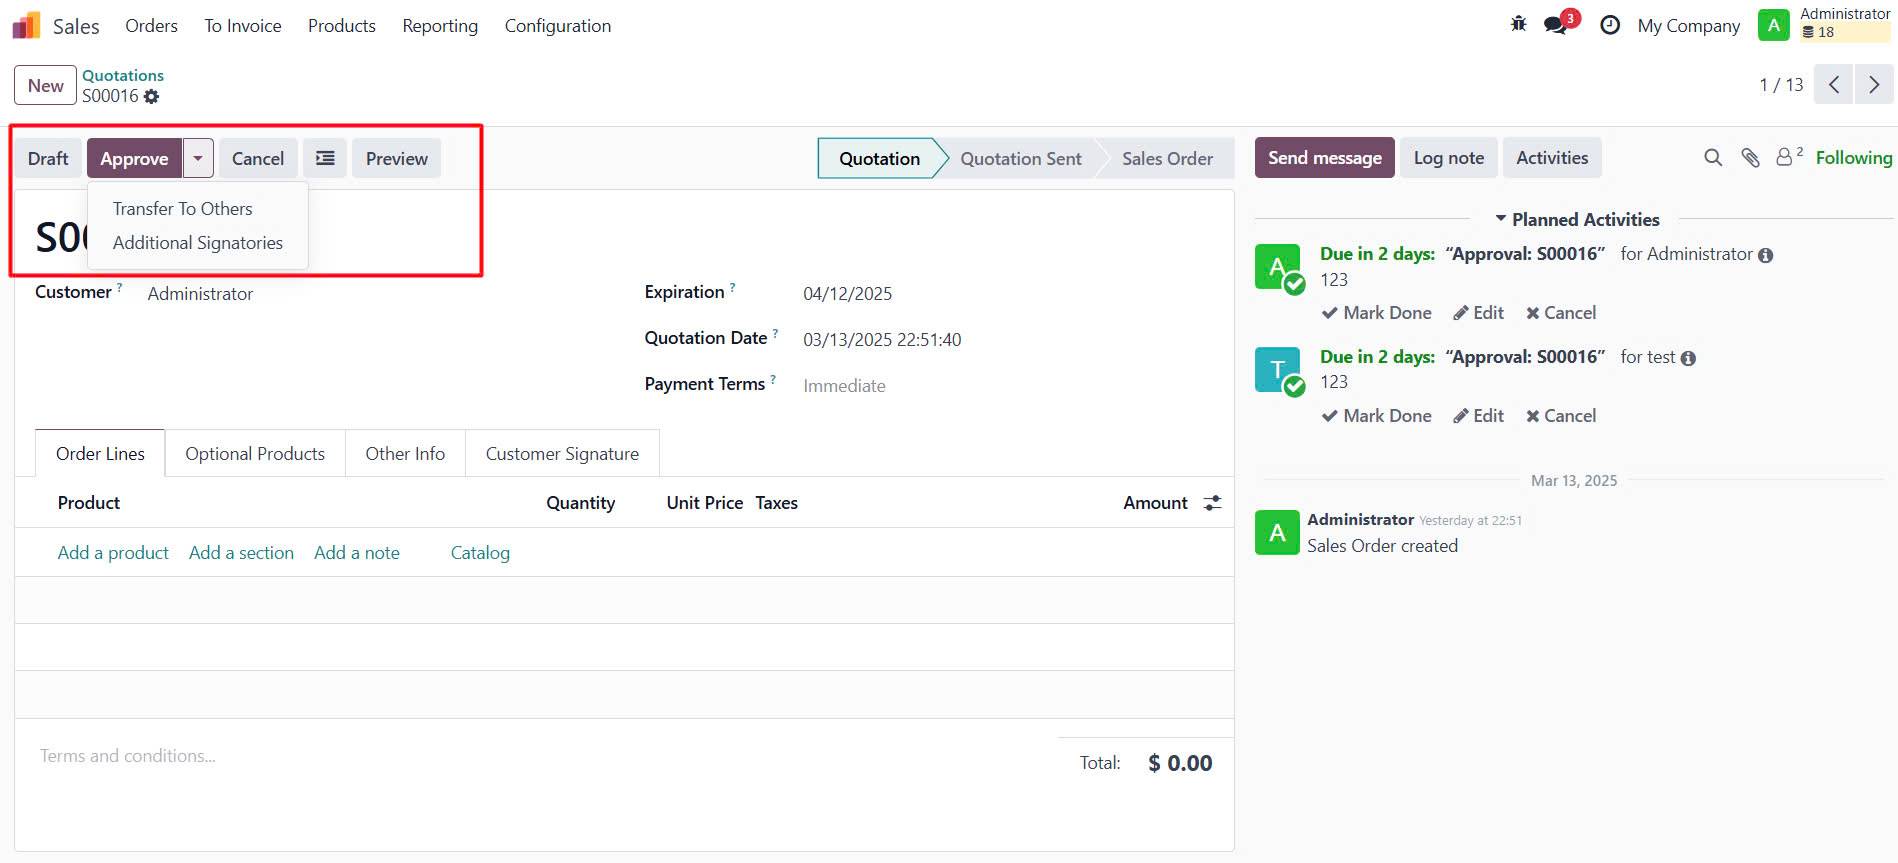 Sales Orders To Invoice Products Reporting Configuration 3 My Company A Administrator
18
New Quotations
S00016
1 / 13
Draft Approve Cancel Preview
Quotation Quotation Sent Sales Order
Transfer To Others
Additional Signatories
S00
Customer ? Administrator
Expiration ? 04/12/2025
Quotation Date ? 03/13/2025 22:51:40
Payment Terms ? Immediate
Order Lines Optional Products Other Info Customer Signature
Product Quantity Unit Price Taxes Amount
Add a product Add a section Add a note Catalog
Terms and conditions...
Total: $ 0.00
Send message Log note Activities 2 Following
Planned Activities
A Due in 2 days: “Approval: S00016” for Administrator
123
Mark Done Edit Cancel
T Due in 2 days: “Approval: S00016” for test
123
Mark Done Edit Cancel
Mar 13, 2025
A Administrator Yesterday at 22:51
Sales Order created